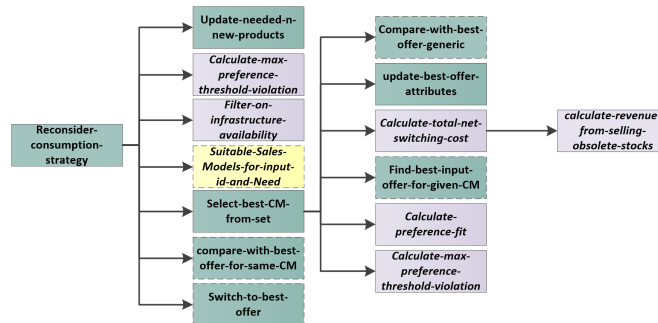 Reconsider-
consumption-
strategy
Update-needed-n-
new-products
Calculate-max-
preference-
threshold-violation
Filter-on-
infrastructure-
availability
Suitable-Sales-
Models-for-input-
id-and-Need
Select-best-CM-
from-set
compare-with-best-
offer-for-same-CM
Switch-to-best-
offer
Compare-with-best-
offer-generic
update-best-offer-
attributes
Calculate-total-net-
switching-cost
Find-best-input-
offer-for-given-CM
Calculate-
preference-fit
Calculate-max-
preference-
threshold-violation
calculate-revenue-
from-selling-
obsolete-stocks